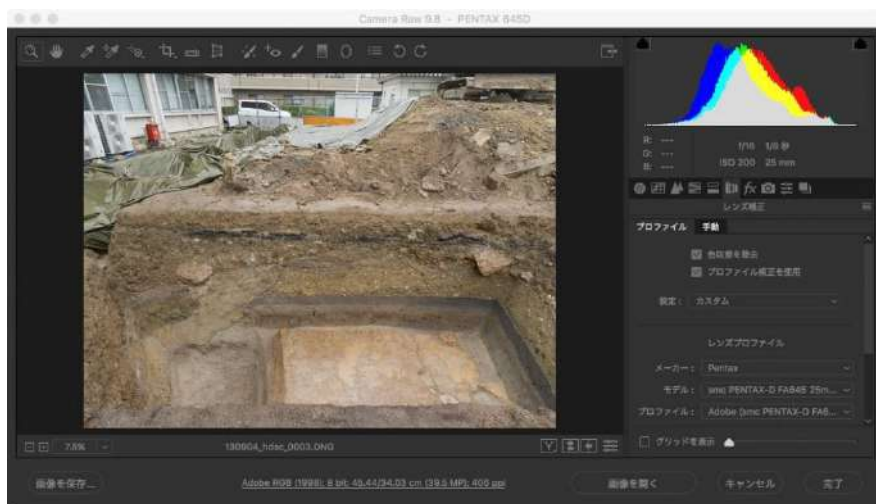 Camera Raw 9.8 - PENTAX 645D
R: ---
G: ---
B: ---
f/16 1/8 秒
ISO 200 25 mm
レンズ補正
プロファイル 手動
色収差を除去
プロファイル補正を使用
設定： カスタム
レンズプロファイル
メーカー： Pentax
モデル： smc PENTAX-D FA645 25m...
プロファイル： Adobe (smc PENTAX-D FA6...
グリッドを表示
7.8%
130904_hdac_0003.DNG
画像を保存...
Adobe RGB (1998); 8 bit; 45.44/34.03 cm (39.5 MP); 406 ppi
画像を開く
キャンセル
完了